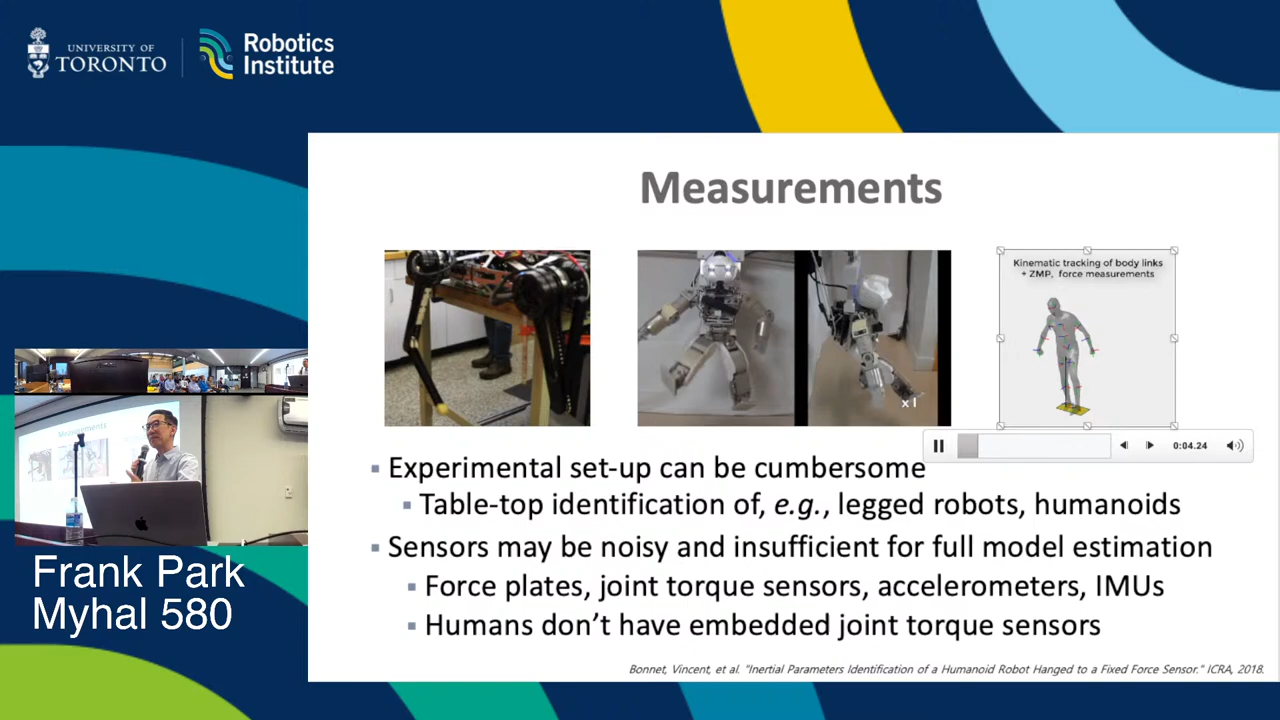 UNIVERSITY OF
TORONTO
Robotics
Institute
Measurements
Kinematic tracking of body links
+ ZMP, force measurements
x1
0:04.24
▪ Experimental set-up can be cumbersome
▪ Table-top identification of, e.g., legged robots, humanoids
▪ Sensors may be noisy and insufficient for full model estimation
▪ Force plates, joint torque sensors, accelerometers, IMUs
▪ Humans don’t have embedded joint torque sensors
Bonnet, Vincent, et al. "Inertial Parameters Identification of a Humanoid Robot Hanged to a Fixed Force Sensor." ICRA, 2018.
Measurements
Frank Park
Myhal 580